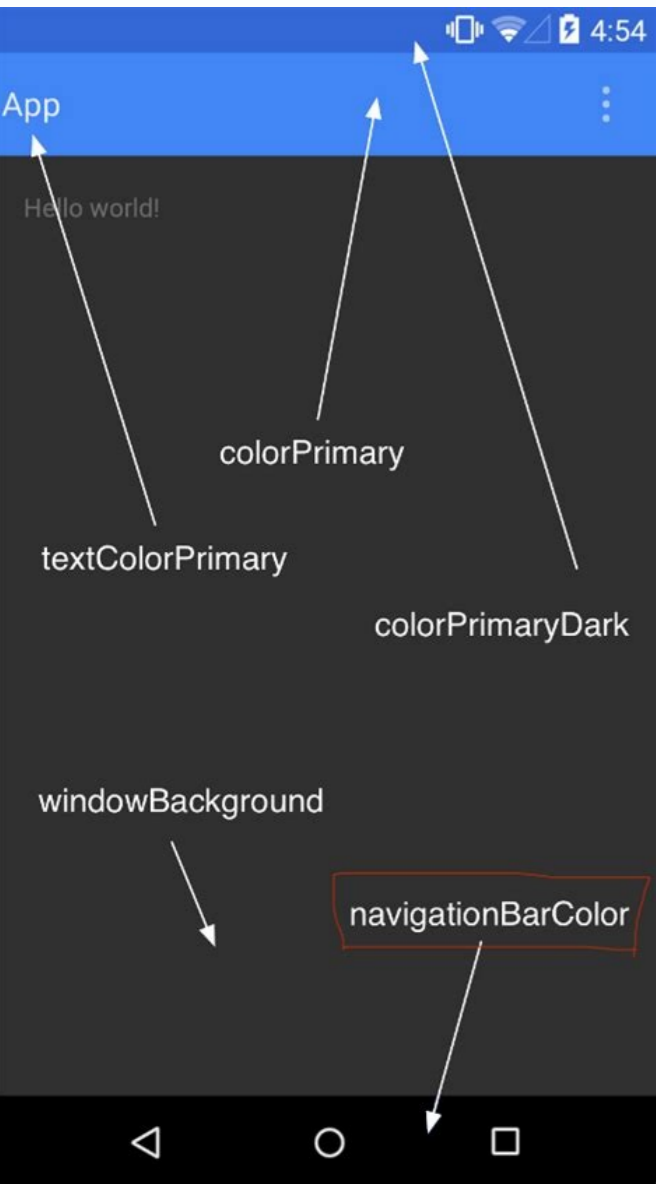 4:54
App
Hello world!
colorPrimary
textColorPrimary
colorPrimaryDark
windowBackground
navigationBarColor